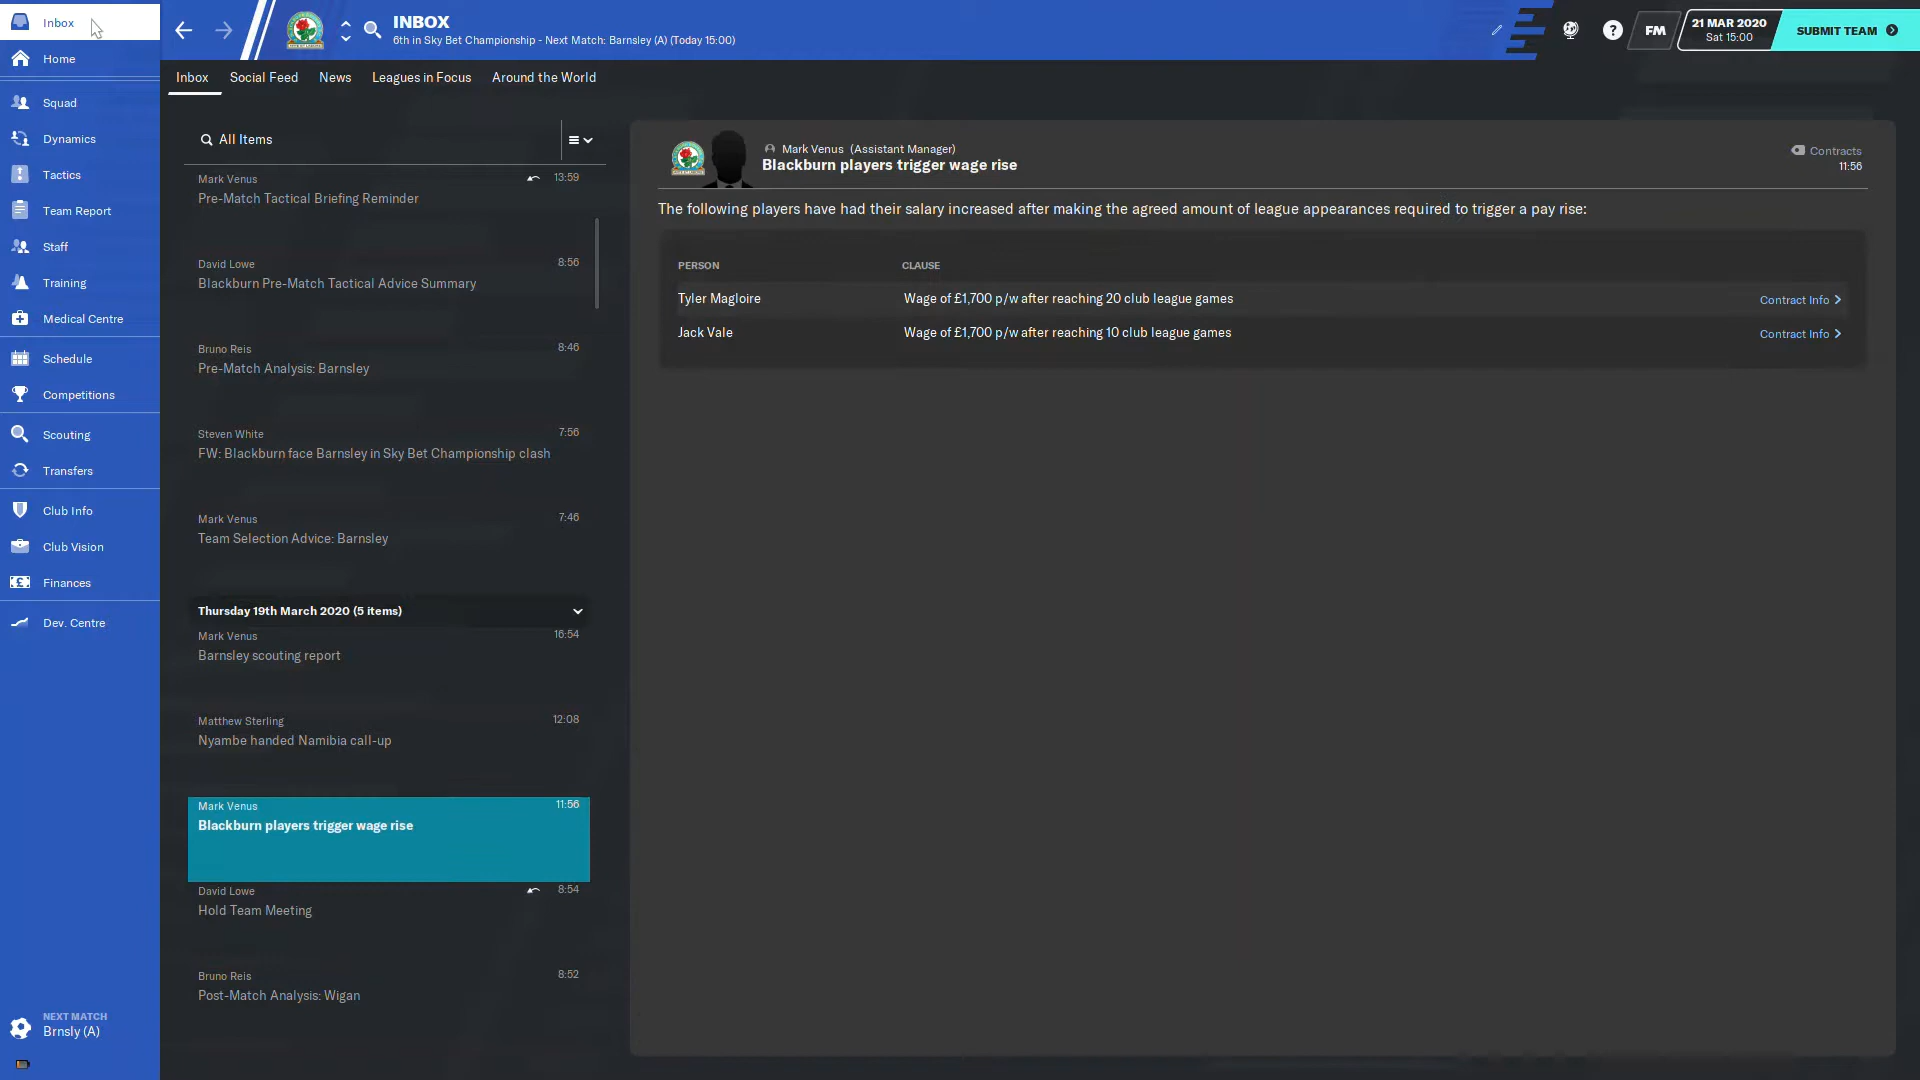 Inbox
Home
Squad
Dynamics
Tactics
Team Report
Staff
Training
Medical Centre
Schedule
Competitions
Scouting
Transfers
Club Info
Club Vision
Finances
Dev. Centre
NEXT MATCH
Brnsly (A)
INBOX
6th in Sky Bet Championship - Next Match: Barnsley (A) (Today 15:00)
?
FM
21 MAR 2020
Sat 15:00
SUBMIT TEAM
Inbox Social Feed News Leagues in Focus Around the World
All Items
Mark Venus 13:59
Pre-Match Tactical Briefing Reminder
David Lowe 8:56
Blackburn Pre-Match Tactical Advice Summary
Bruno Reis 8:46
Pre-Match Analysis: Barnsley
Steven White 7:56
FW: Blackburn face Barnsley in Sky Bet Championship clash
Mark Venus 7:46
Team Selection Advice: Barnsley
Thursday 19th March 2020 (5 items)
Mark Venus 16:54
Barnsley scouting report
Matthew Sterling 12:08
Nyambe handed Namibia call-up
Mark Venus 11:56
Blackburn players trigger wage rise
David Lowe 8:54
Hold Team Meeting
Bruno Reis 8:52
Post-Match Analysis: Wigan
Mark Venus (Assistant Manager)
Blackburn players trigger wage rise
Contracts
11:56
The following players have had their salary increased after making the agreed amount of league appearances required to trigger a pay rise:
PERSON CLAUSE
Tyler Magloire Wage of £1,700 p/w after reaching 20 club league games Contract Info
Jack Vale Wage of £1,700 p/w after reaching 10 club league games Contract Info